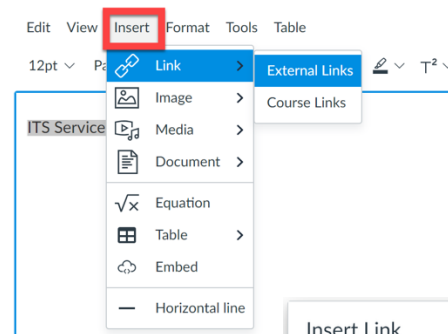 Edit View Insert Format Tools Table
12pt Pa T²
Link External Links
Image Course Links
ITS Service Media
Document
√x Equation
Table
Embed
Horizontal line
Insert Link